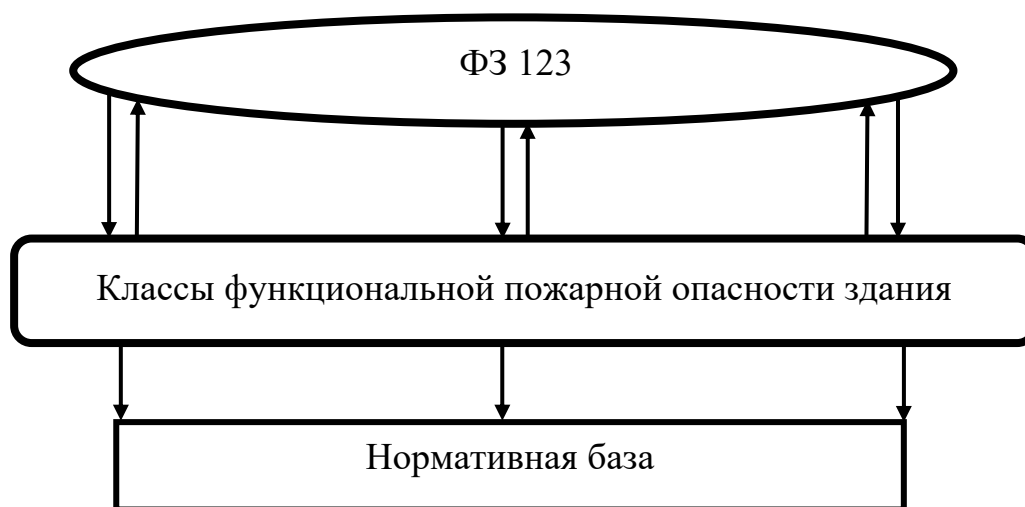 ФЗ 123
Классы функциональной пожарной опасности здания
Нормативная база